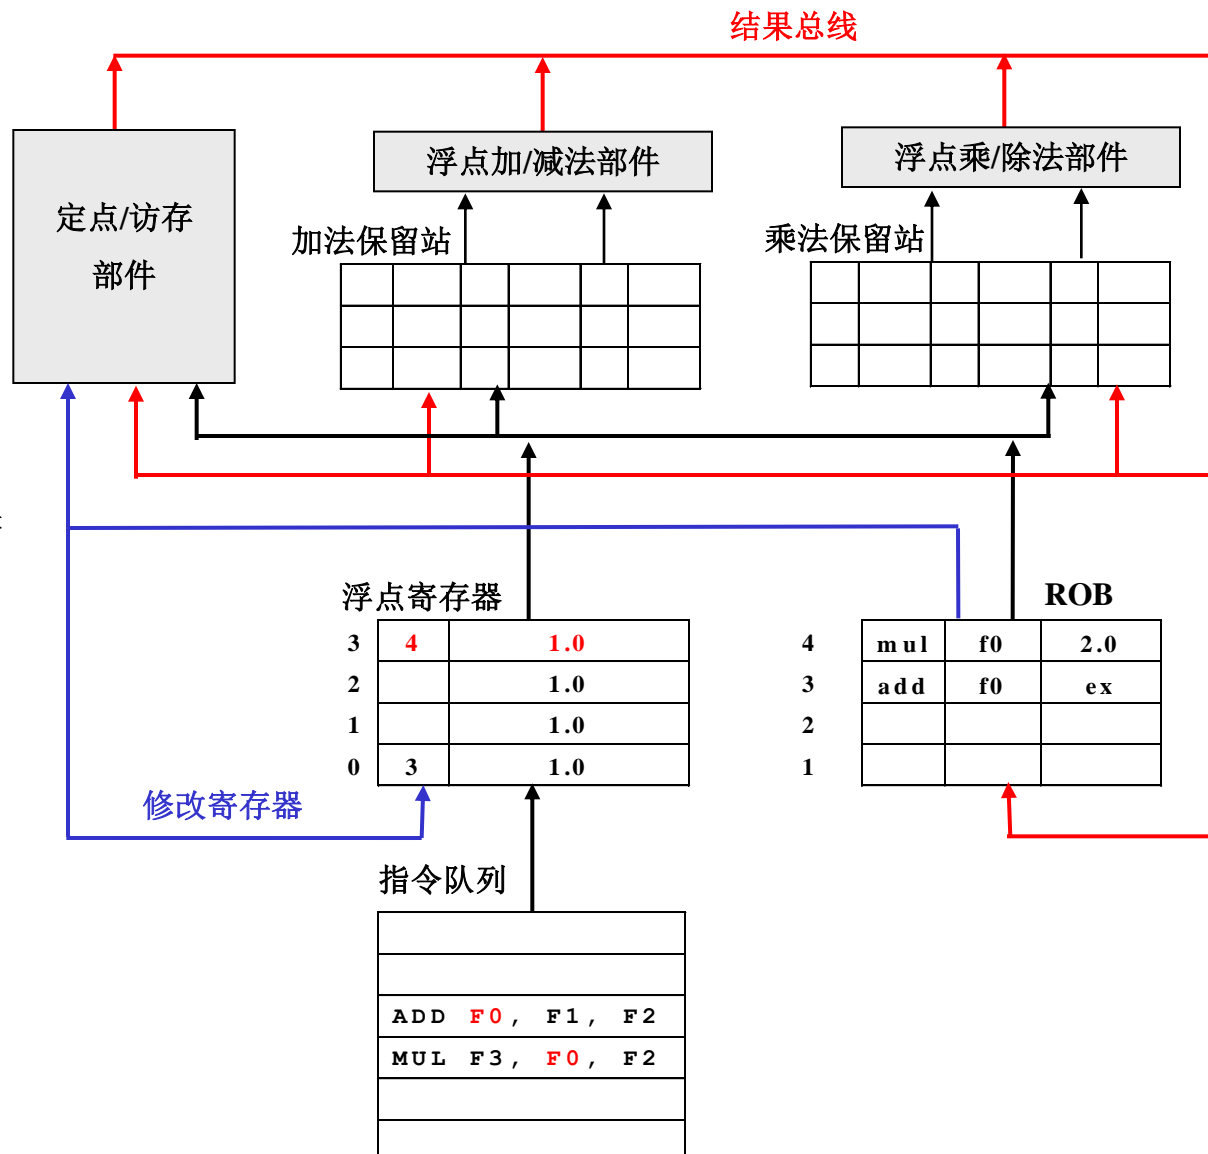 结果总线
浮点加/减法部件
浮点乘/除法部件
定点/访存
部件
加法保留站
乘法保留站
浮点寄存器
ROB
3 4 1.0
4 mul f0 2.0
2 1.0
3 add f0 ex
1 1.0
2
0 3 1.0
1
修改寄存器
指令队列
ADD F0, F1, F2
MUL F3, F0, F2